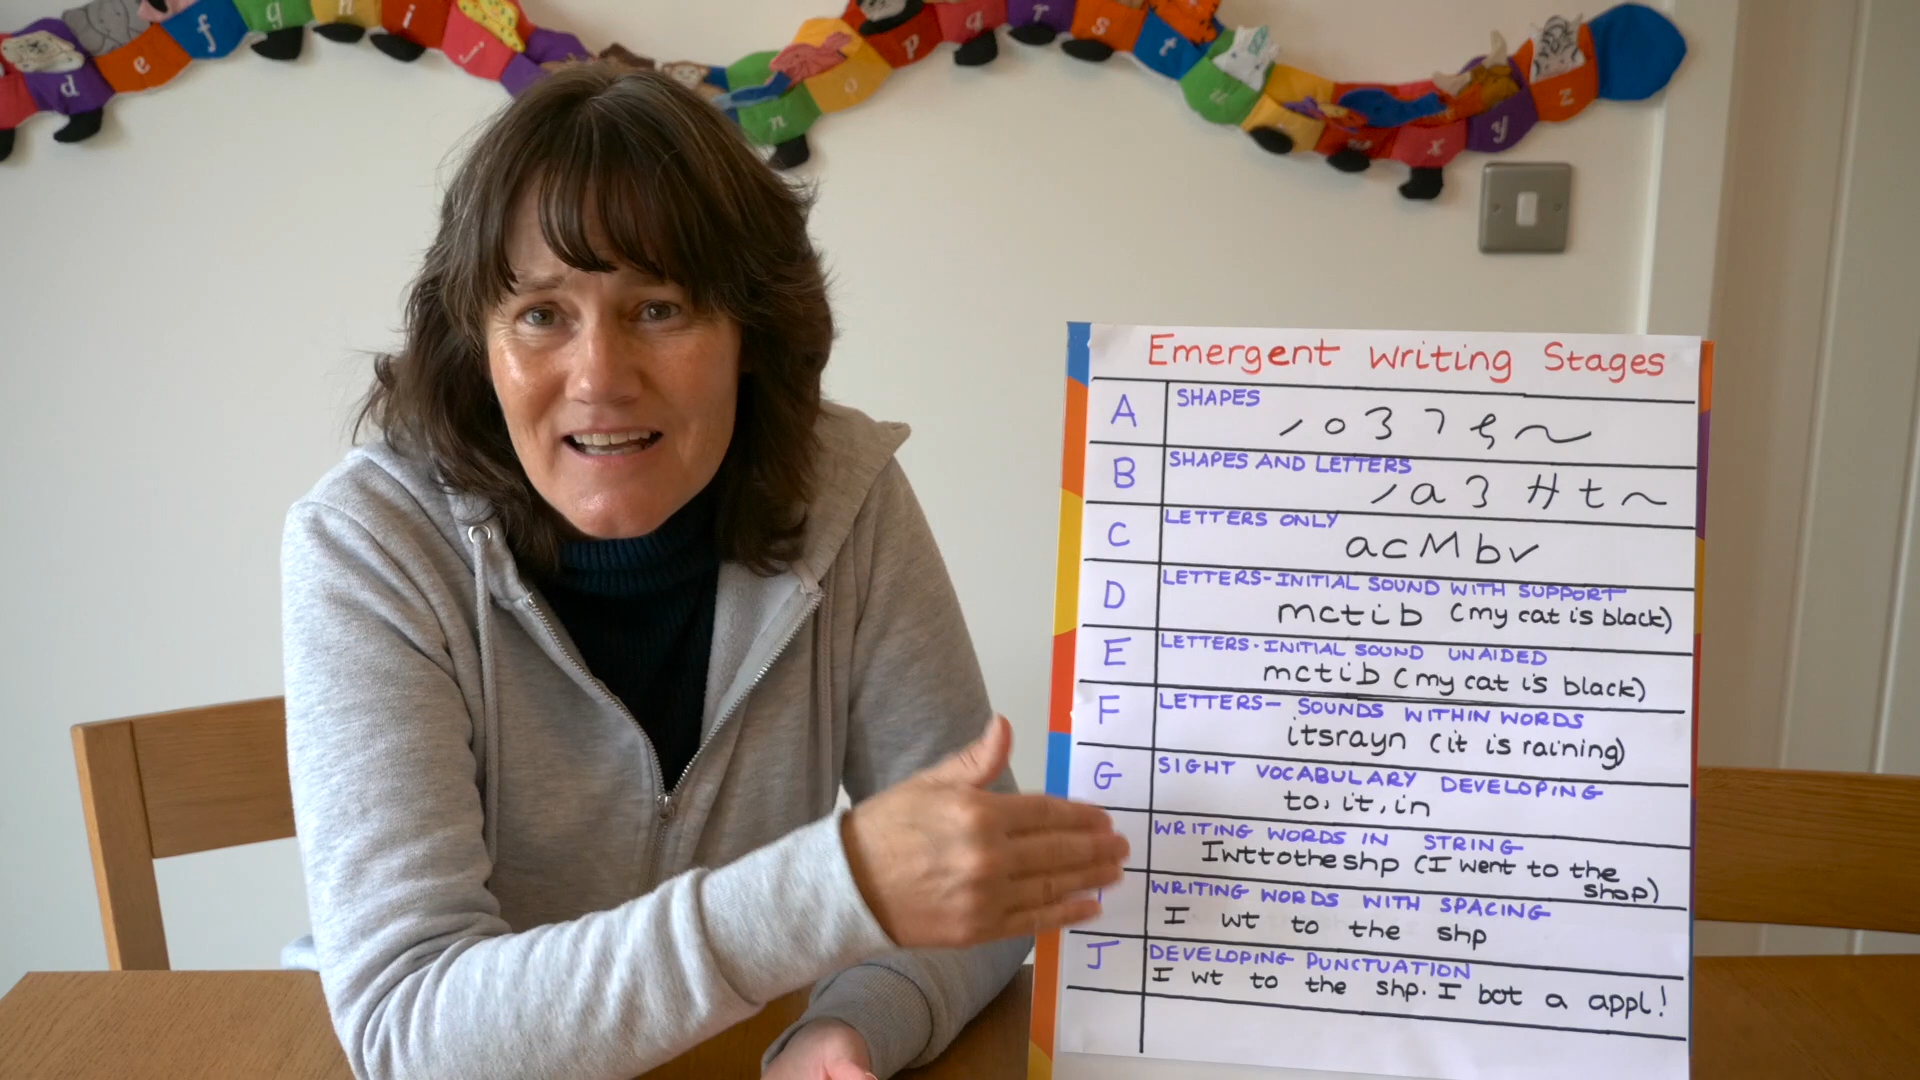 d e f g h i j n o p q r s t u x y z
Emergent Writing Stages
A SHAPES
B SHAPES AND LETTERS
a H t
C LETTERS ONLY
acMbv
D LETTERS-INITIAL SOUND WITH SUPPORT
mctib (my cat is black)
E LETTERS-INITIAL SOUND UNAIDED
mctib (my cat is black)
F LETTERS- SOUNDS WITHIN WORDS
itsrayn (it is raining)
G SIGHT VOCABULARY DEVELOPING
to, it, in
WRITING WORDS IN STRING
Iwttotheshp (I went to the
shop)
WRITING WORDS WITH SPACING
I wt to the shp
J DEVELOPING PUNCTUATION
I wt to the shp. I bot a appl!